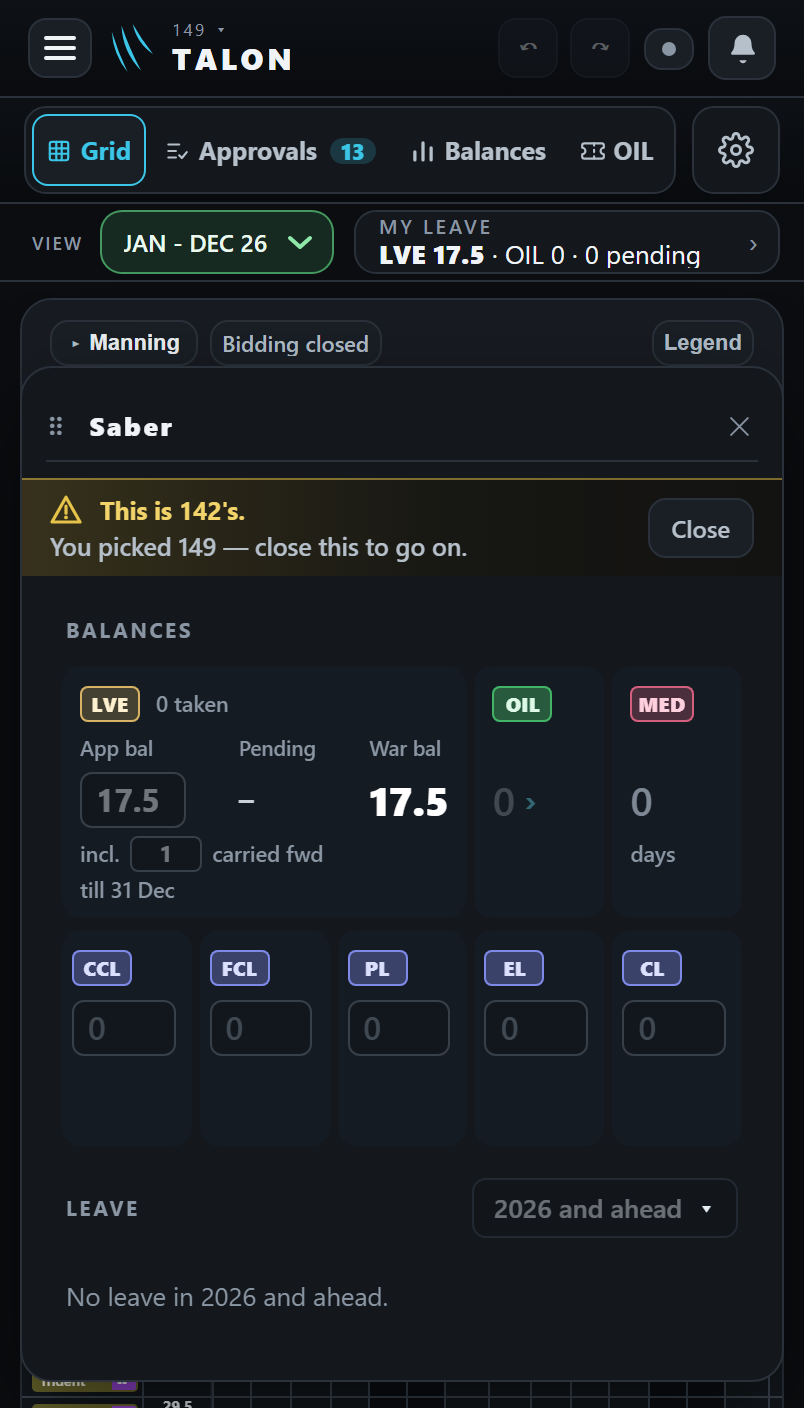 149
TALON
Grid
Approvals 13
Balances
OIL
VIEW
JAN - DEC 26
MY LEAVE
LVE 17.5 · OIL 0 · 0 pending
Manning
Bidding closed
Legend
Saber
This is 142's.
You picked 149 — close this to go on.
Close
BALANCES
LVE 0 taken
OIL
MED
App bal Pending War bal
17.5 – 17.5
0 ›
0
incl. 1 carried fwd
days
till 31 Dec
CCL FCL PL EL CL
0 0 0 0 0
LEAVE
2026 and ahead
No leave in 2026 and ahead.
29.5